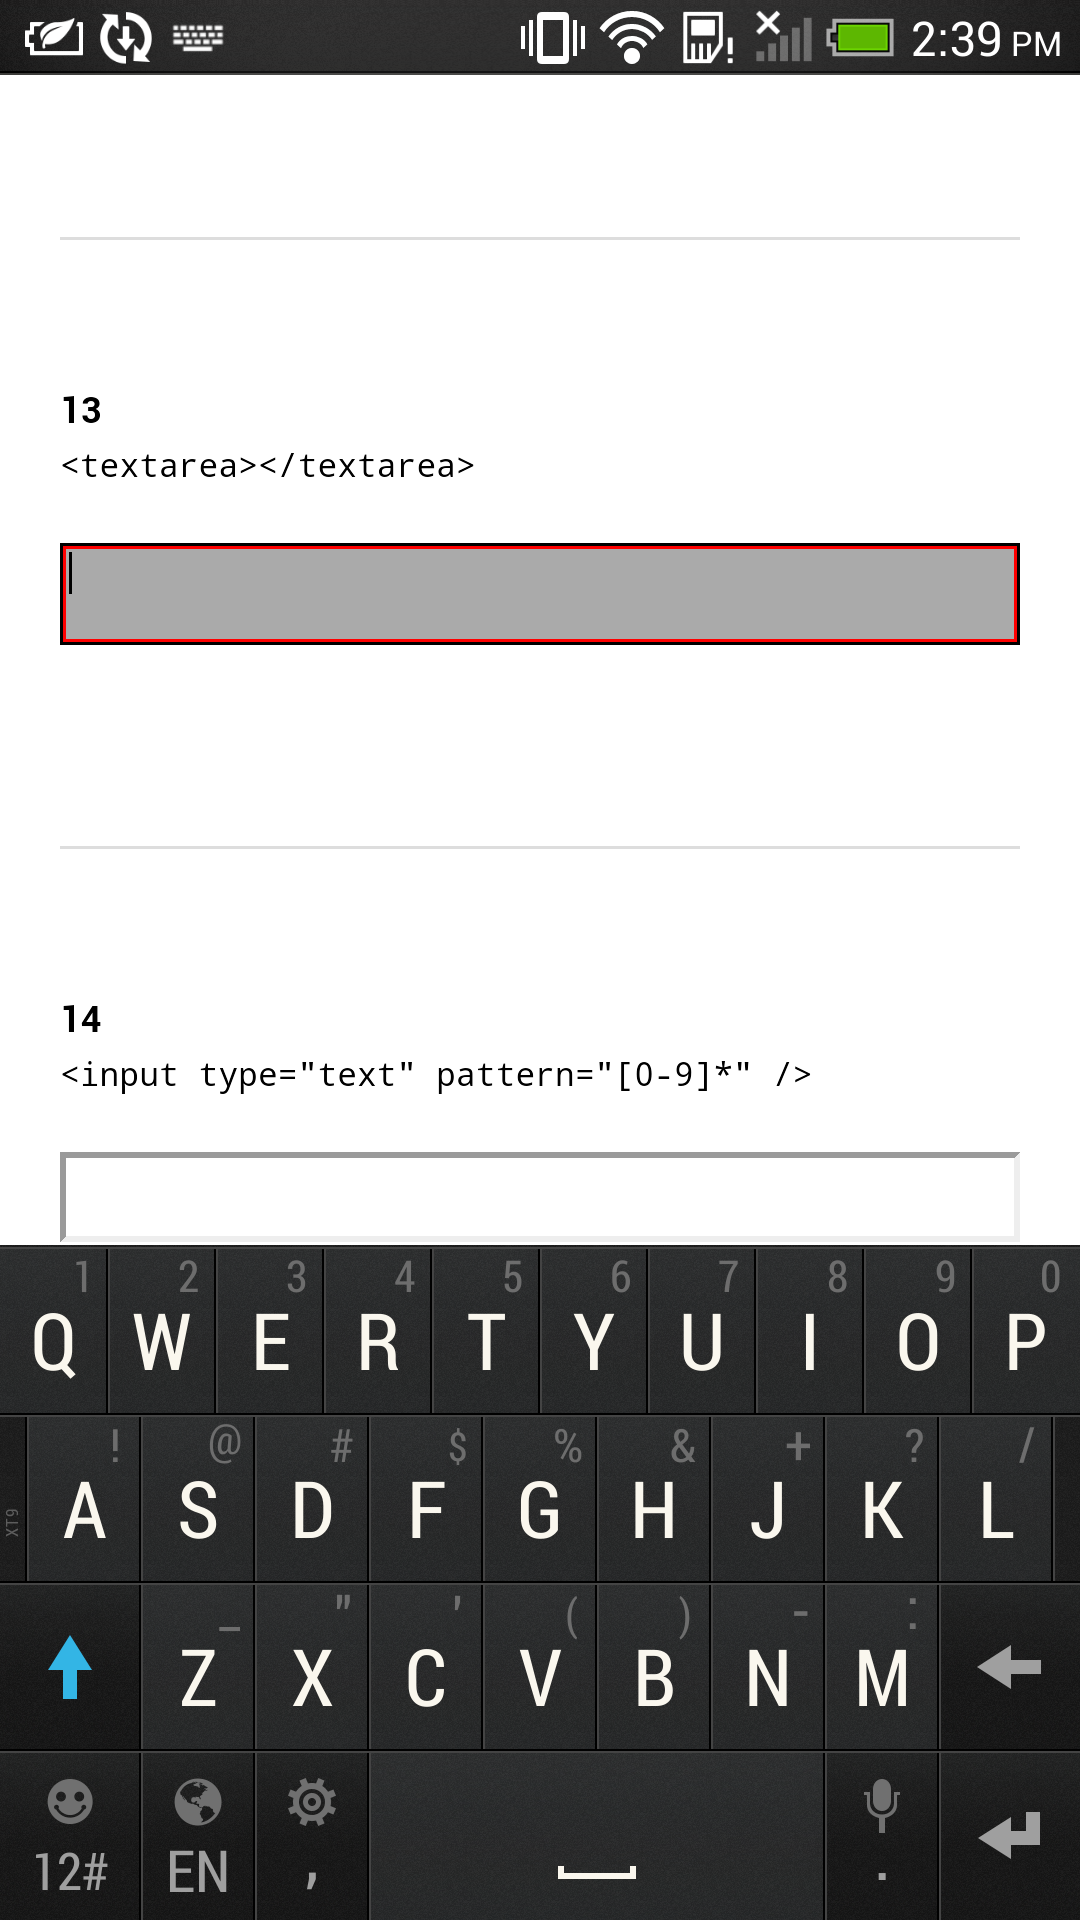 2:39 PM
13
<textarea></textarea>
14
<input type="text" pattern="[0-9]*" />
1 2 3 4 5 6 7 8 9 0
Q W E R T Y U I O P
! @ # $ % & + ? /
XT9 A S D F G H J K L
_ " ' ( ) - :
Z X C V B N M
12# EN , .